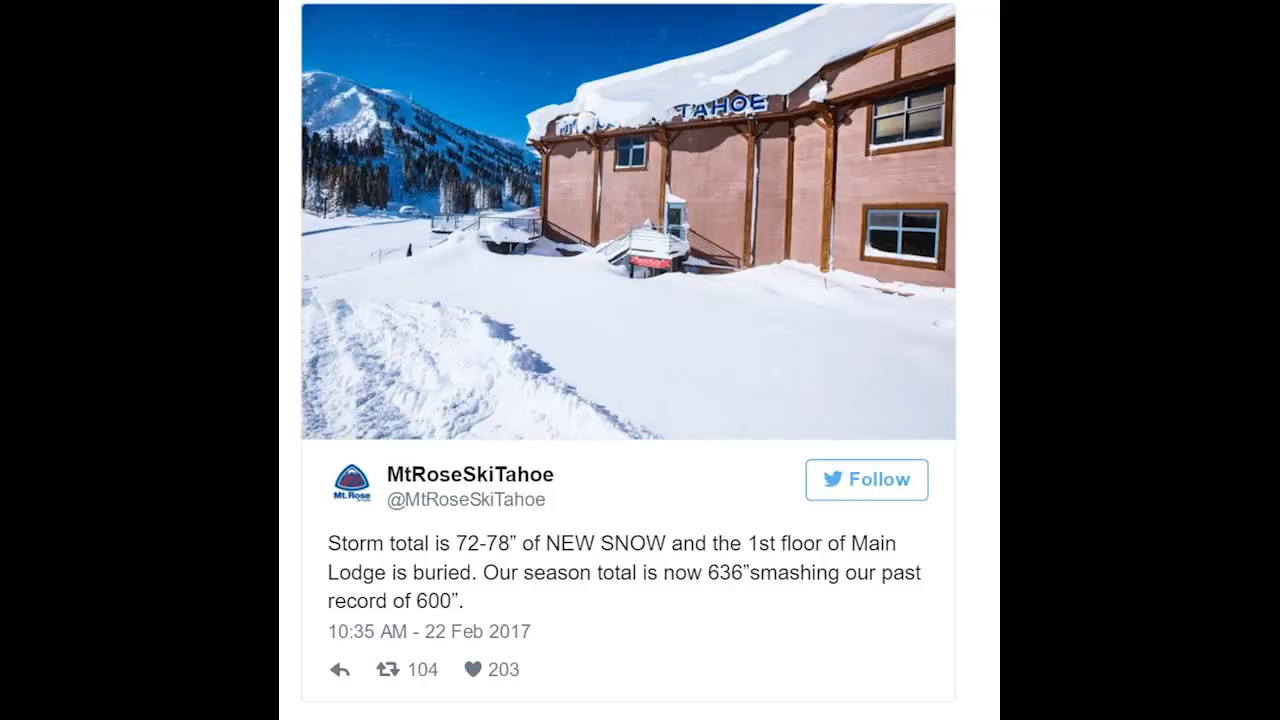 TAHOE
MtRoseSkiTahoe
Mt. Rose
@MtRoseSkiTahoe
Follow
Storm total is 72-78” of NEW SNOW and the 1st floor of Main
Lodge is buried. Our season total is now 636”smashing our past
record of 600”.
10:35 AM - 22 Feb 2017
104
203